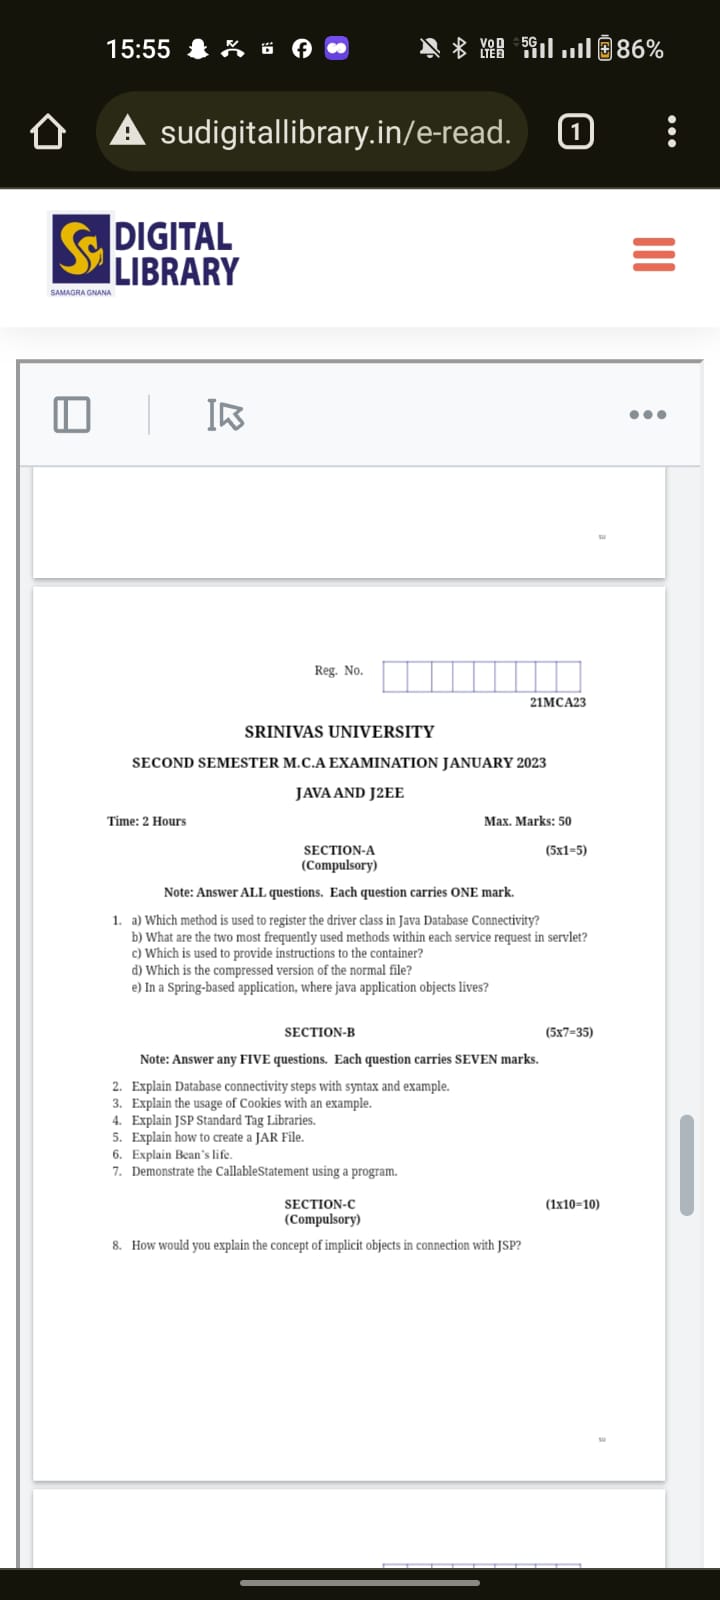 15:55 VoD LTE 5G 86%
sudigitallibrary.in/e-read. 1
DIGITAL
LIBRARY
SAMAGRA GNANA
SU
Reg. No.
21MCA23
SRINIVAS UNIVERSITY
SECOND SEMESTER M.C.A EXAMINATION JANUARY 2023
JAVA AND J2EE
Time: 2 Hours Max. Marks: 50
SECTION-A (5x1=5)
(Compulsory)
Note: Answer ALL questions. Each question carries ONE mark.
1. a) Which method is used to register the driver class in Java Database Connectivity?
b) What are the two most frequently used methods within each service request in servlet?
c) Which is used to provide instructions to the container?
d) Which is the compressed version of the normal file?
e) In a Spring-based application, where java application objects lives?
SECTION-B (5x7=35)
Note: Answer any FIVE questions. Each question carries SEVEN marks.
2. Explain Database connectivity steps with syntax and example.
3. Explain the usage of Cookies with an example.
4. Explain JSP Standard Tag Libraries.
5. Explain how to create a JAR File.
6. Explain Bean's life.
7. Demonstrate the CallableStatement using a program.
SECTION-C (1x10=10)
(Compulsory)
8. How would you explain the concept of implicit objects in connection with JSP?
SU